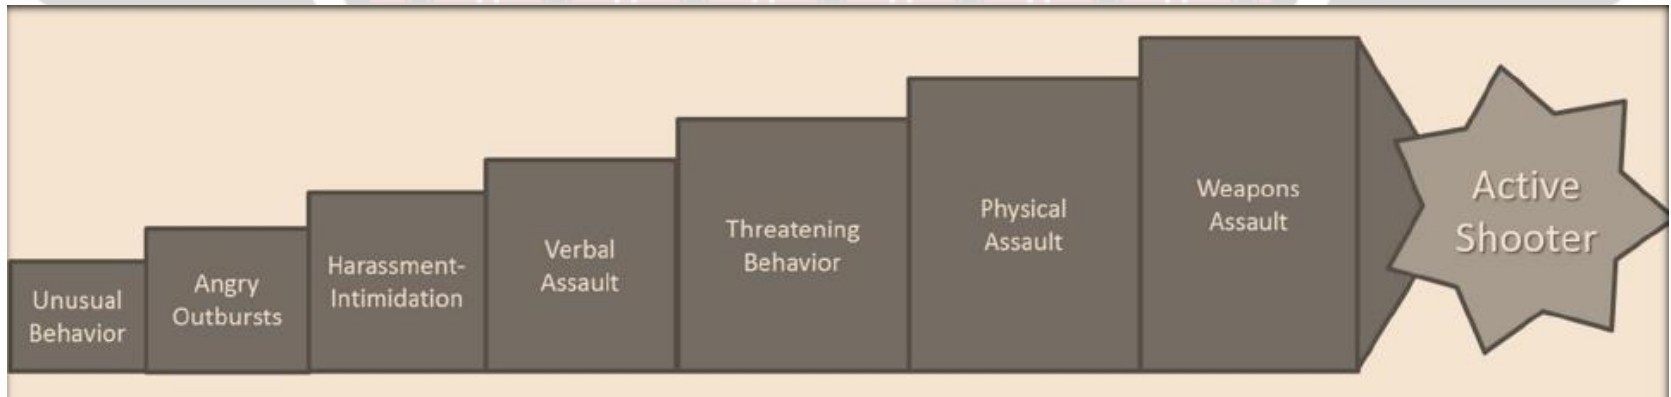 Unusual
Behavior
Angry
Outbursts
Harassment-
Intimidation
Verbal
Assault
Threatening
Behavior
Physical
Assault
Weapons
Assault
Active
Shooter